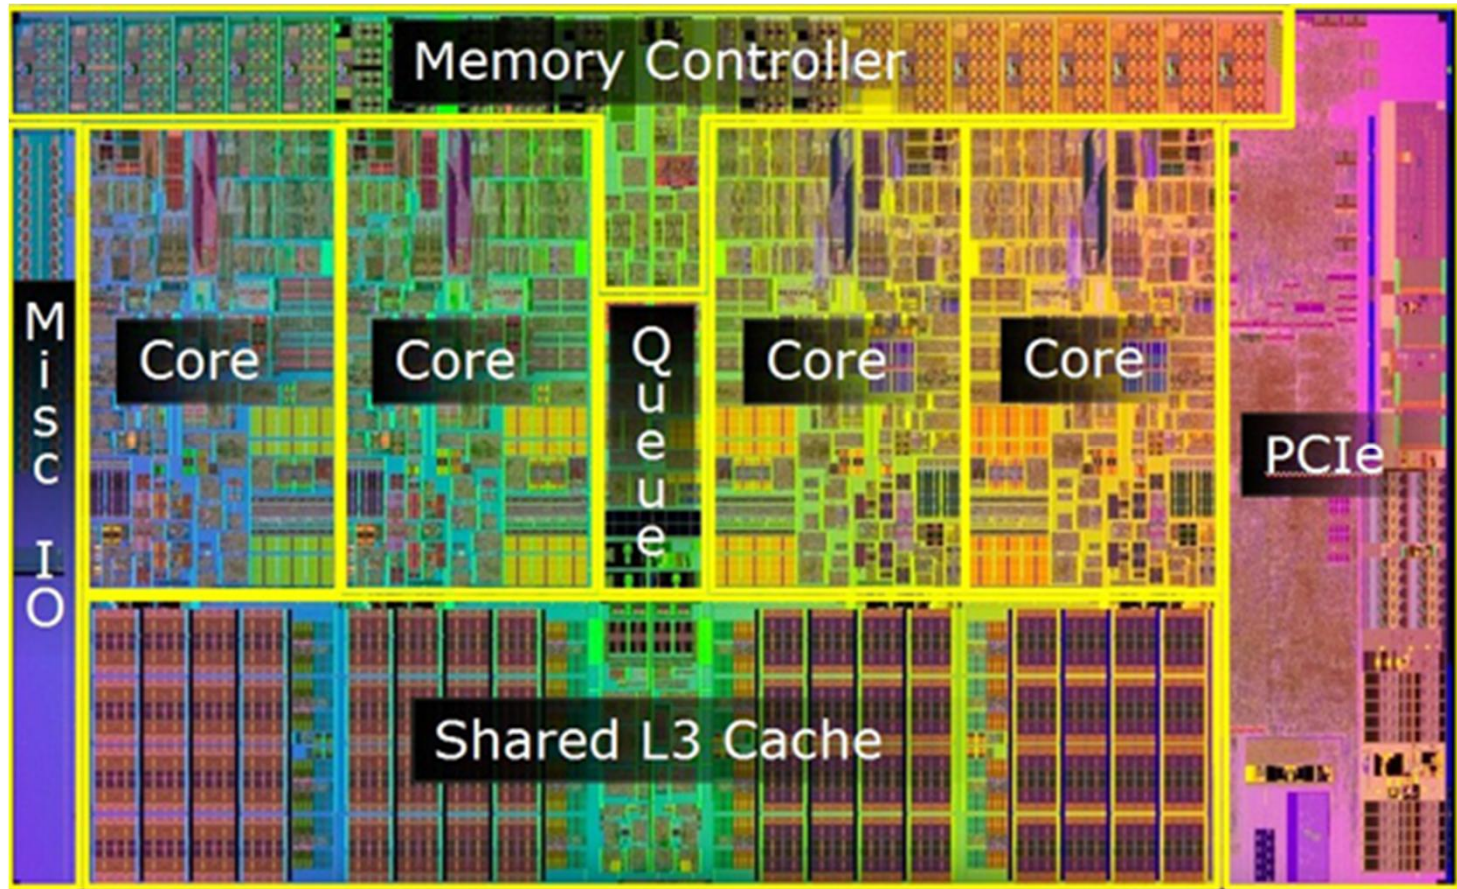 Memory Controller
Misc IO
Core
Core
Queue
Core
Core
PCIe
Shared L3 Cache